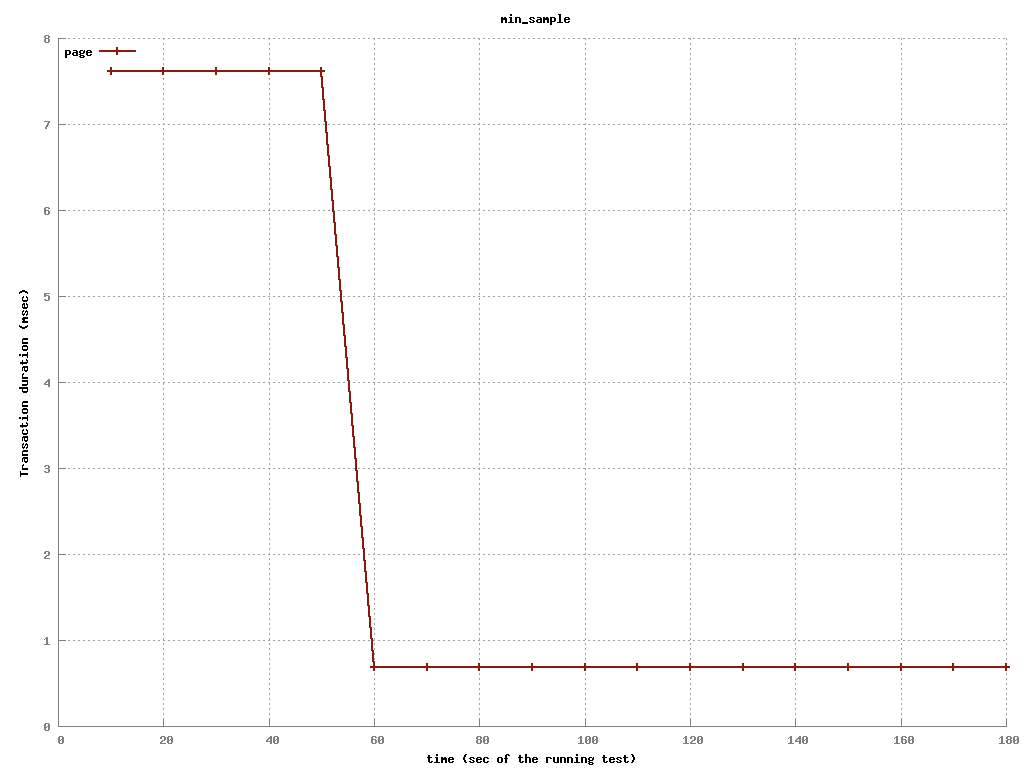 min_sample
page
8
7
6
5
4
3
2
1
0
Transaction duration (msec)
0 20 40 60 80 100 120 140 160 180
time (sec of the running test)